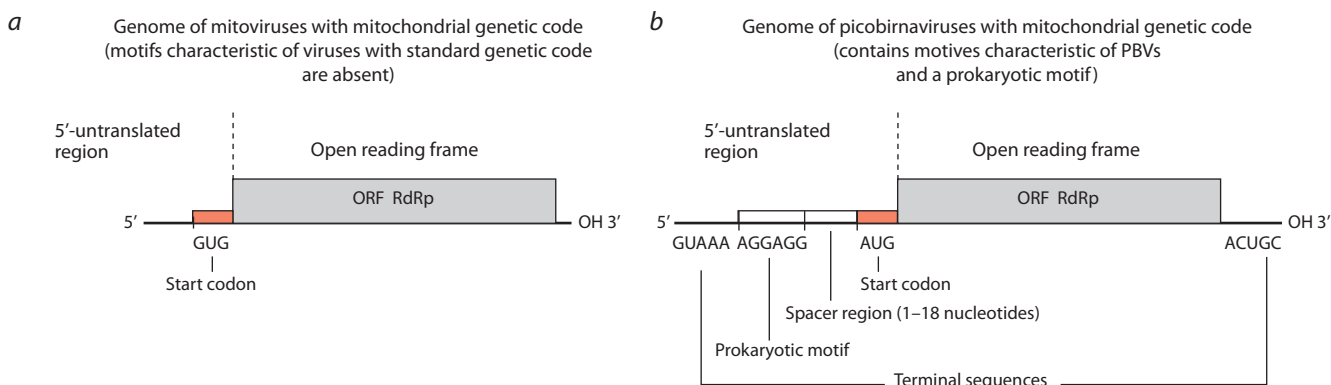 a
Genome of mitoviruses with mitochondrial genetic code
(motifs characteristic of viruses with standard genetic code
are absent)
5′-untranslated
region
Open reading frame
ORF RdRp
5′
OH 3′
GUG
Start codon
b
Genome of picobirnaviruses with mitochondrial genetic code
(contains motives characteristic of PBVs
and a prokaryotic motif)
5′-untranslated
region
Open reading frame
ORF RdRp
5′
OH 3′
GUAAA AGGAGG AUG ACUGC
Start codon
Spacer region (1–18 nucleotides)
Prokaryotic motif
Terminal sequences